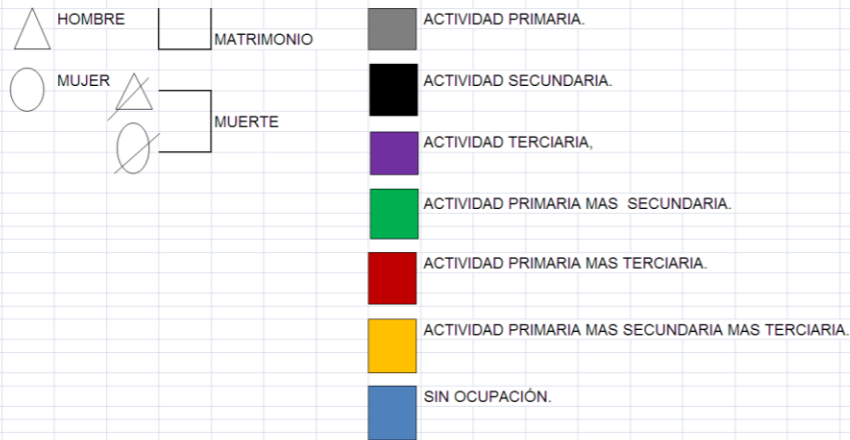 HOMBRE
MATRIMONIO
MUJER
MUERTE
ACTIVIDAD PRIMARIA.
ACTIVIDAD SECUNDARIA.
ACTIVIDAD TERCIARIA,
ACTIVIDAD PRIMARIA MAS SECUNDARIA.
ACTIVIDAD PRIMARIA MAS TERCIARIA.
ACTIVIDAD PRIMARIA MAS SECUNDARIA MAS TERCIARIA.
SIN OCUPACIÓN.